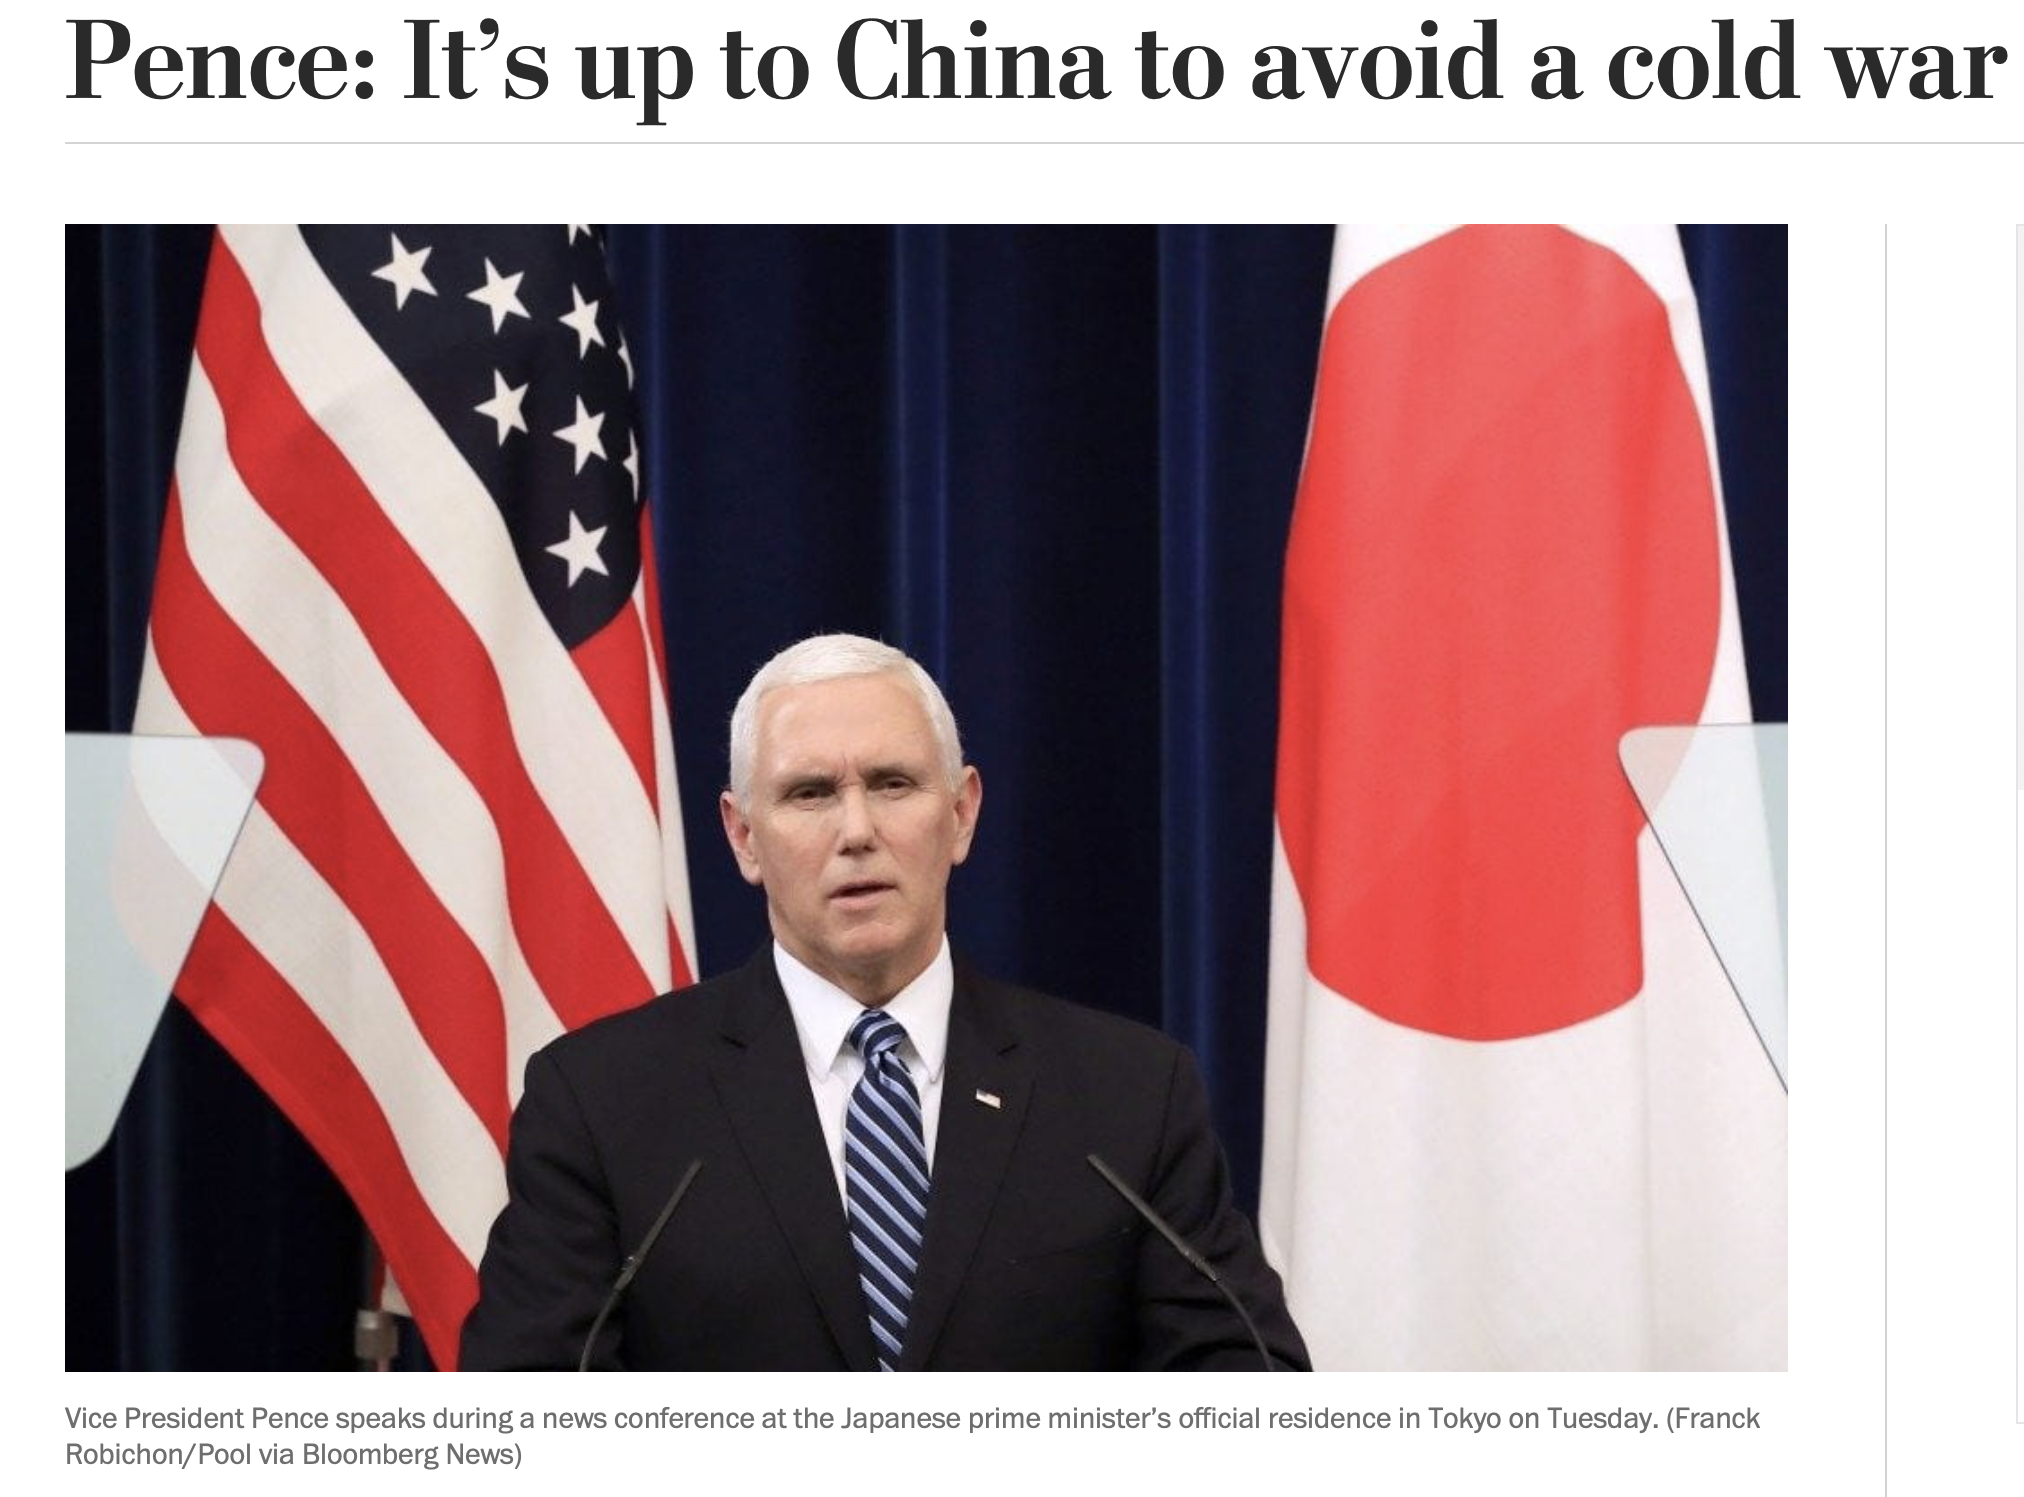 Pence: It’s up to China to avoid a cold war
Vice President Pence speaks during a news conference at the Japanese prime minister’s official residence in Tokyo on Tuesday. (Franck
Robichon/Pool via Bloomberg News)